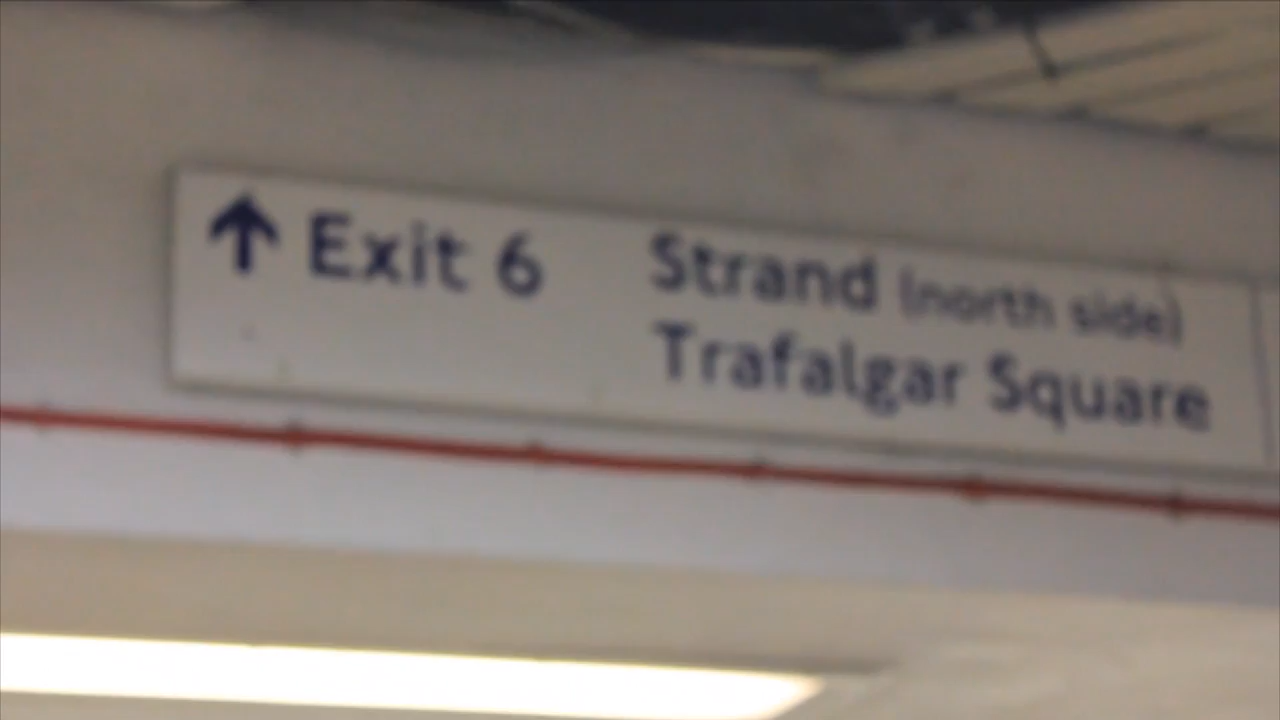 ↑ Exit 6
Strand (north side)
Trafalgar Square